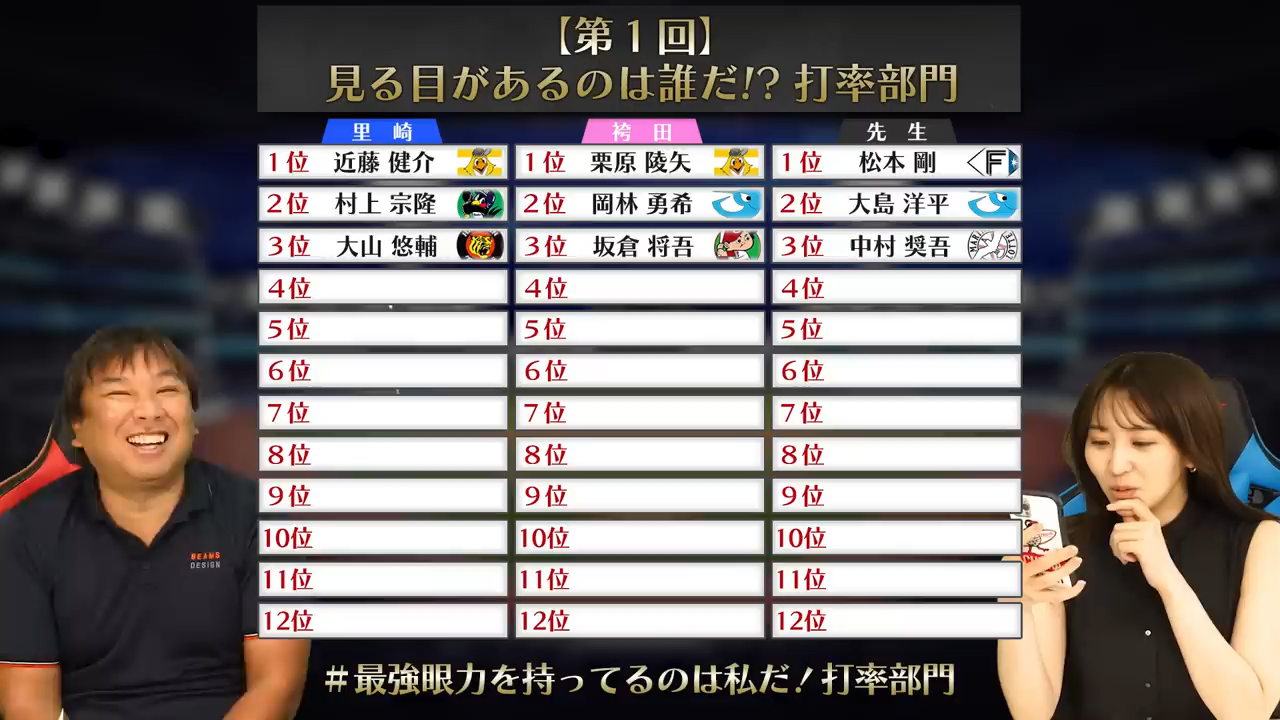 【第1回】
見る目があるのは誰だ!? 打率部門
里崎 袴田 先生
1位 近藤 健介 1位 栗原 陵矢 1位 松本 剛 F
2位 村上 宗隆 2位 岡林 勇希 2位 大島 洋平
3位 大山 悠輔 3位 坂倉 将吾 3位 中村 奨吾
4位 4位 4位
5位 5位 5位
6位 6位 6位
7位 7位 7位
8位 8位 8位
9位 9位 9位
10位 10位 10位
11位 11位 11位
12位 12位 12位
BEAMS
DESIGN
#最強眼力を持ってるのは私だ!打率部門